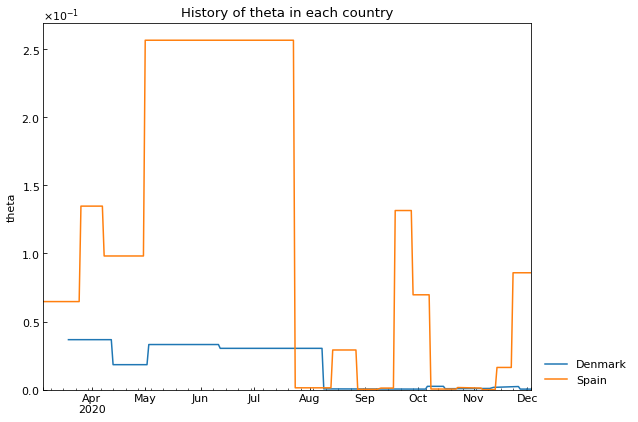 History of theta in each country
×10⁻¹
2.5
2.0
1.5
1.0
0.5
0.0
theta
Apr May Jun Jul Aug Sep Oct Nov Dec
2020
Denmark
Spain